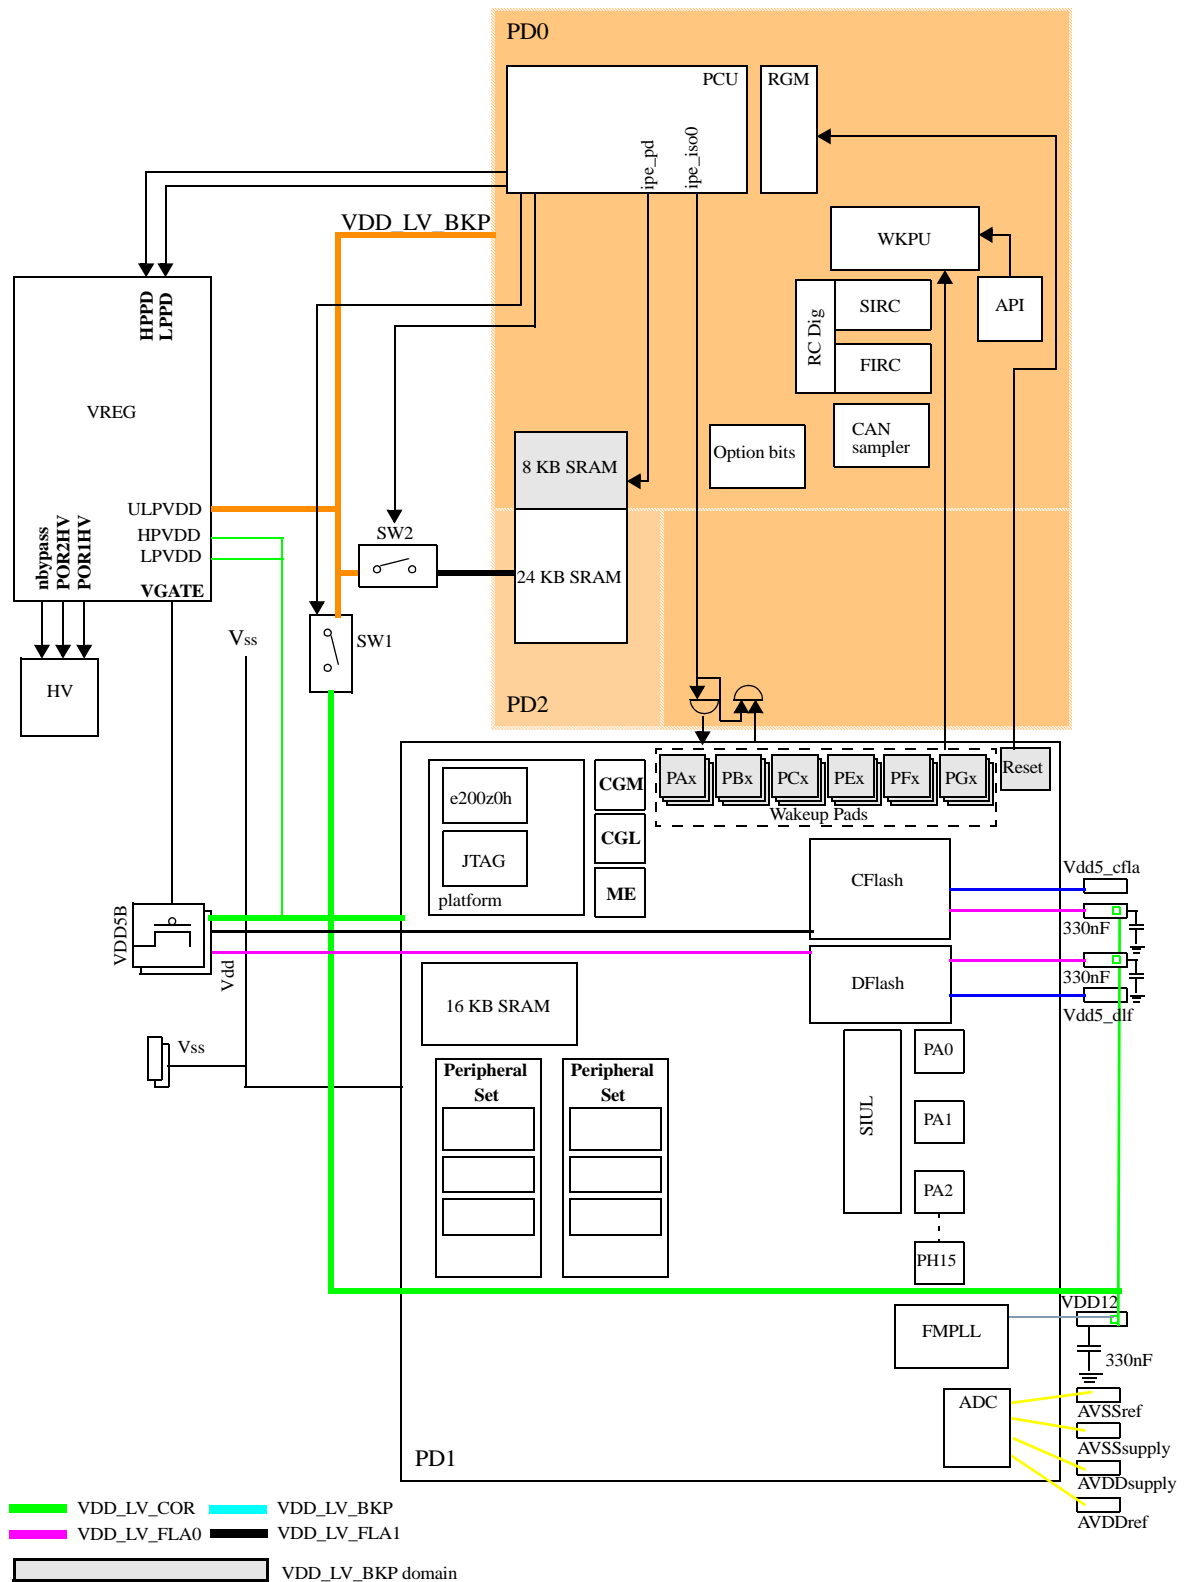 PD0
PCU
RGM
ipe_pd
ipe_iso0
VDD_LV_BKP
WKPU
HPPD
LPPD
RC Dig
SIRC
API
FIRC
VREG
CAN
sampler
Option bits
8 KB SRAM
ULPVDD
HPVDD
LPVDD
VGATE
nbypass
POR2HV
POR1HV
SW2
24 KB SRAM
Vss
SW1
HV
PD2
Reset
PAx
PBx
PCx
PEx
PFx
PGx
Wakeup Pads
e200z0h
JTAG
platform
CGM
CGL
ME
CFlash
Vdd5_cfla
330nF
VDD5B
Vdd
DFlash
330nF
Vdd5_dlf
16 KB SRAM
Vss
Peripheral
Set
Peripheral
Set
SIUL
PA0
PA1
PA2
PH15
VDD12
FMPLL
330nF
ADC
AVSSref
AVSSsupply
AVDDsupply
AVDDref
PD1
VDD_LV_COR
VDD_LV_BKP
VDD_LV_FLA0
VDD_LV_FLA1
VDD_LV_BKP domain